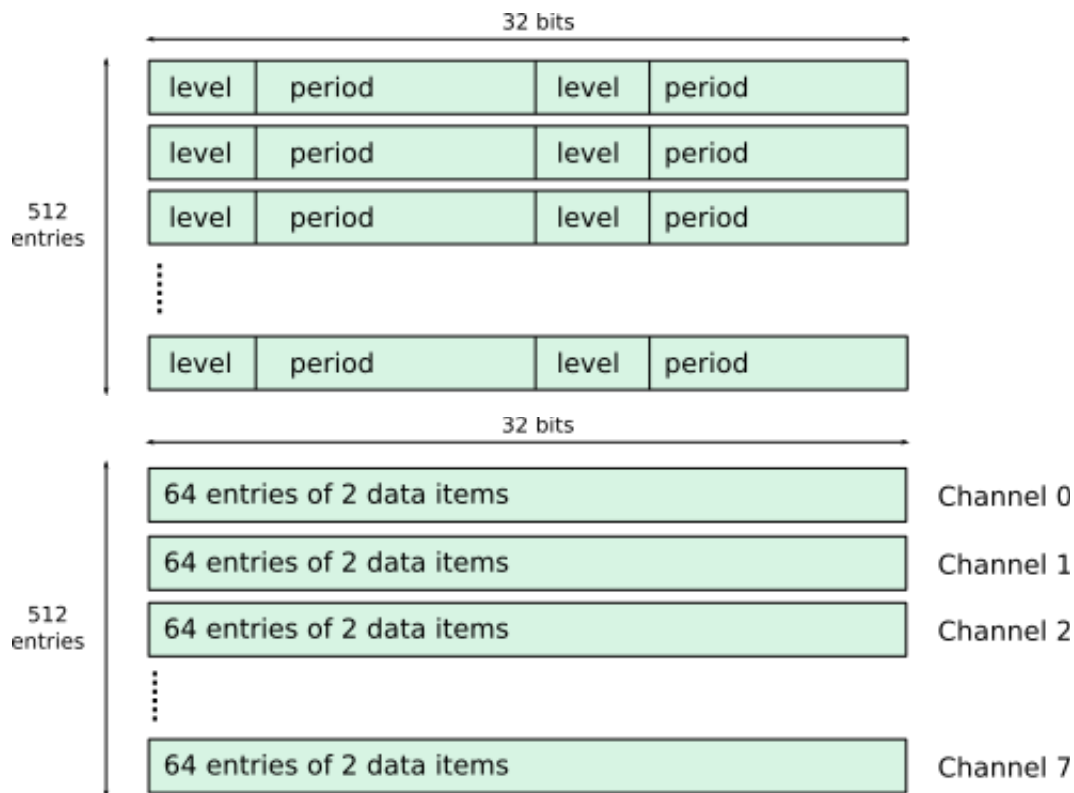 32 bits
level period level period
level period level period
512
entries
level period level period
level period level period
32 bits
64 entries of 2 data items Channel 0
64 entries of 2 data items Channel 1
512
entries
64 entries of 2 data items Channel 2
64 entries of 2 data items Channel 7